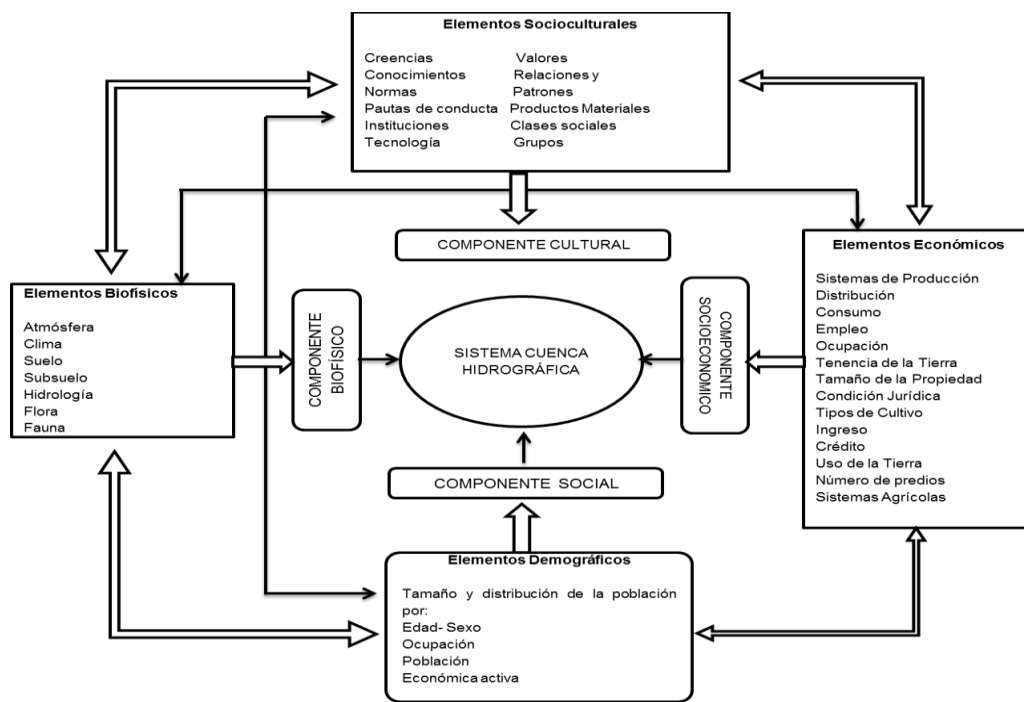 Elementos Socioculturales
Creencias Valores
Conocimientos Relaciones y
Normas Patrones
Pautas de conducta Productos Materiales
Instituciones Clases sociales
Tecnología Grupos
COMPONENTE CULTURAL
Elementos Biofísicos
Atmósfera
Clima
Suelo
Subsuelo
Hidrología
Flora
Fauna
COMPONENTE
BIOFÍSICO
SISTEMA CUENCA
HIDROGRÁFICA
COMPONENTE
SOCIOECONOMICO
Elementos Económicos
Sistemas de Producción
Distribución
Consumo
Empleo
Ocupación
Tenencia de la Tierra
Tamaño de la Propiedad
Condición Jurídica
Tipos de Cultivo
Ingreso
Crédito
Uso de la Tierra
Número de predios
Sistemas Agrícolas
COMPONENTE SOCIAL
Elementos Demográficos
Tamaño y distribución de la población
por:
Edad- Sexo
Ocupación
Población
Económica activa